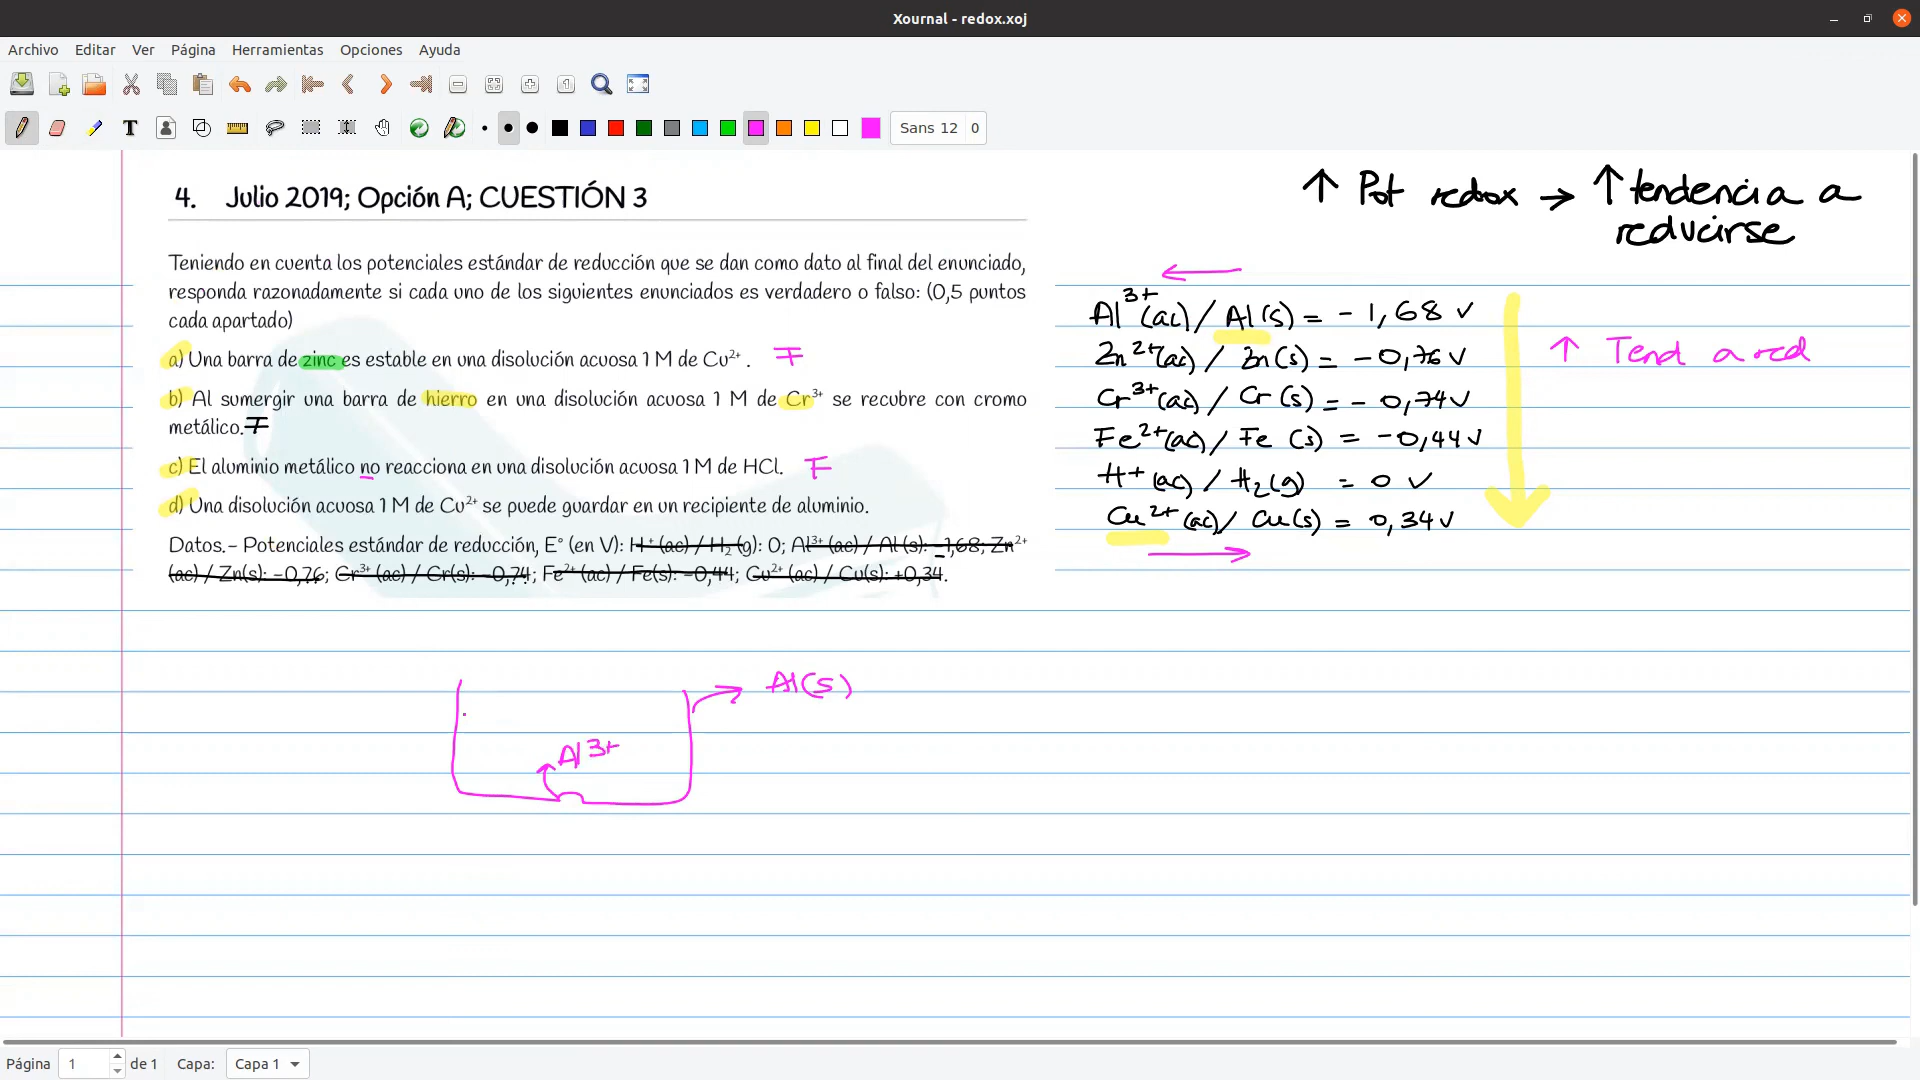 Xournal - redox.xoj
Archivo Editar Ver Página Herramientas Opciones Ayuda
Sans 12 0
4. Julio 2019; Opción A; CUESTIÓN 3
Teniendo en cuenta los potenciales estándar de reducción que se dan como dato al final del enunciado,
responda razonadamente si cada uno de los siguientes enunciados es verdadero o falso: (0,5 puntos
cada apartado)
a) Una barra de zinc es estable en una disolución acuosa 1 M de Cu²⁺ . F
b) Al sumergir una barra de hierro en una disolución acuosa 1 M de Cr³⁺ se recubre con cromo
metálico. F
c) El aluminio metálico no reacciona en una disolución acuosa 1 M de HCl. F
d) Una disolución acuosa 1 M de Cu²⁺ se puede guardar en un recipiente de aluminio.
Datos.- Potenciales estándar de reducción, E° (en V): H⁺ (ac) / H₂ (g): 0; Al³⁺ (ac) / Al (s): -1,68; Zn²⁺
(ac) / Zn(s): -0,76; Cr³⁺ (ac) / Cr(s): -0,74; Fe²⁺ (ac) / Fe(s): -0,44; Cu²⁺ (ac) / Cu(s): +0,34.
↑ Pot redox → ↑ tendencia a
reducirse
←
Al³⁺(ac) / Al(s) = - 1,68 V
Zn²⁺(ac) / Zn(s) = - 0,76 V
Cr³⁺(ac) / Cr(s) = - 0,74 V
Fe²⁺(ac) / Fe (s) = - 0,44 V
H⁺ (ac) / H₂(g) = 0 V
Cu²⁺ (ac) / Cu(s) = 0,34 V
→
↑ Tend a red
Al(s)
Al³⁺
Página 1 de 1 Capa: Capa 1